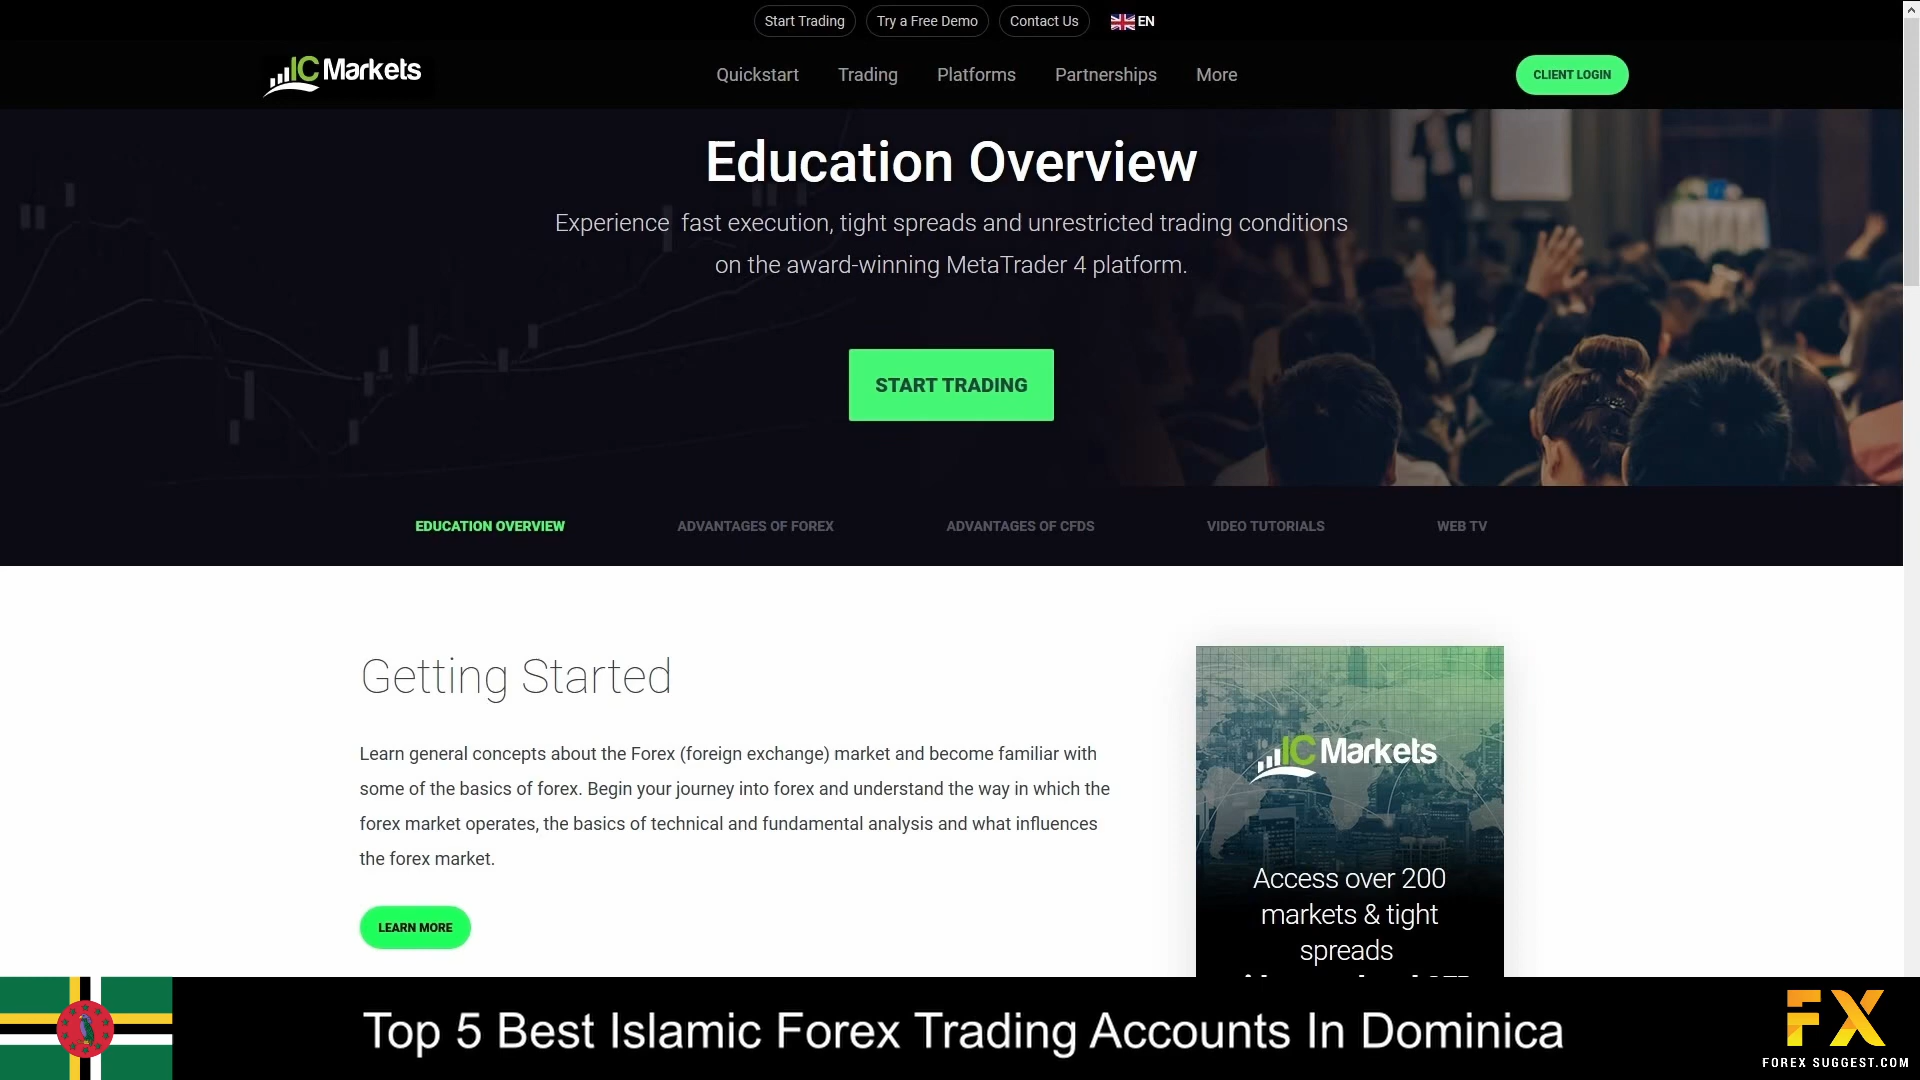 Start Trading
Try a Free Demo
Contact Us
EN
IC Markets
Quickstart
Trading
Platforms
Partnerships
More
CLIENT LOGIN
Education Overview
Experience fast execution, tight spreads and unrestricted trading conditions
on the award-winning MetaTrader 4 platform.
START TRADING
EDUCATION OVERVIEW
ADVANTAGES OF FOREX
ADVANTAGES OF CFDS
VIDEO TUTORIALS
WEB TV
Getting Started
Learn general concepts about the Forex (foreign exchange) market and become familiar with
some of the basics of forex. Begin your journey into forex and understand the way in which the
forex market operates, the basics of technical and fundamental analysis and what influences
the forex market.
LEARN MORE
IC Markets
Access over 200
markets & tight
spreads
Top 5 Best Islamic Forex Trading Accounts In Dominica
FX
FOREX SUGGEST.COM